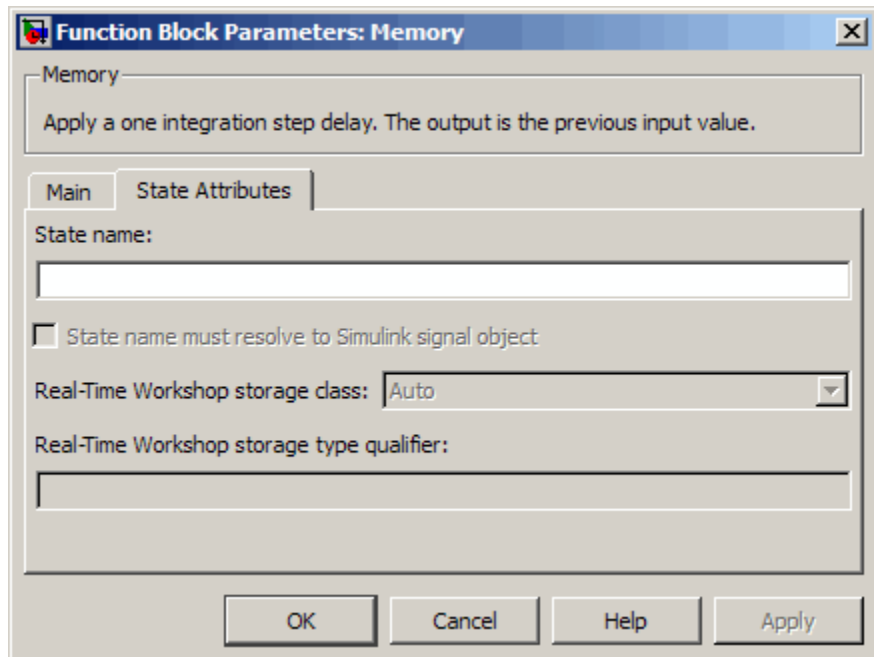 Function Block Parameters: Memory
Memory
Apply a one integration step delay. The output is the previous input value.
Main State Attributes
State name:
State name must resolve to Simulink signal object
Real-Time Workshop storage class: Auto
Real-Time Workshop storage type qualifier:
OK Cancel Help Apply